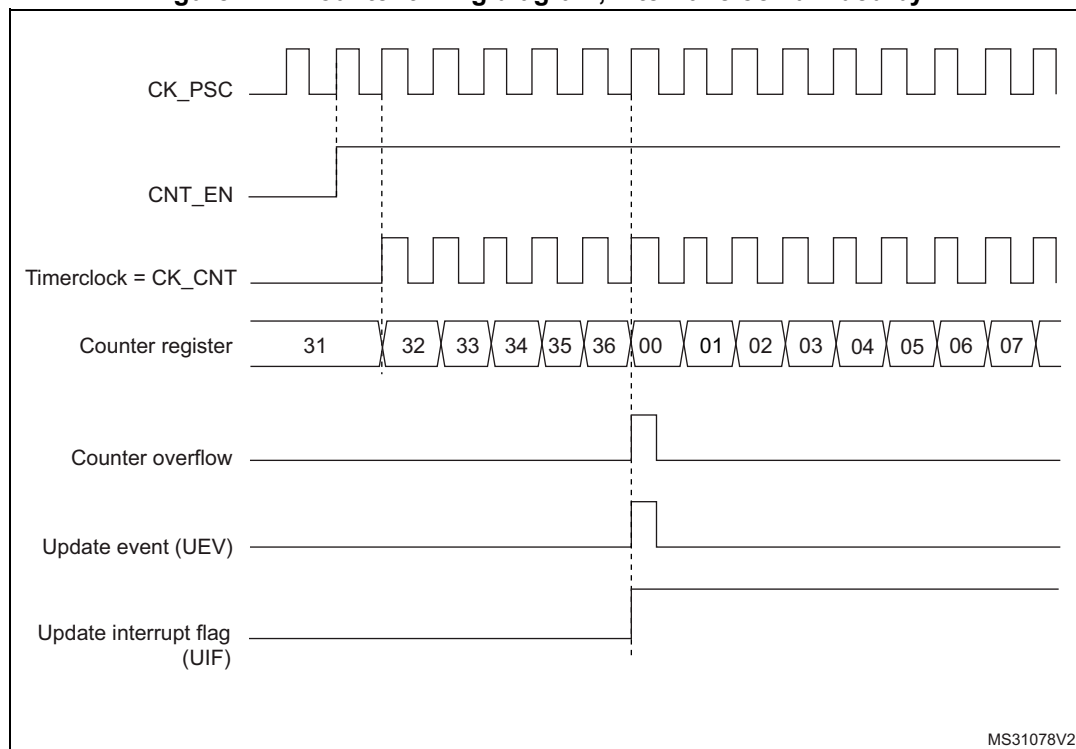 CK_PSC
CNT_EN
Timerclock = CK_CNT
Counter register 31 32 33 34 35 36 00 01 02 03 04 05 06 07
Counter overflow
Update event (UEV)
Update interrupt flag
(UIF)
MS31078V2